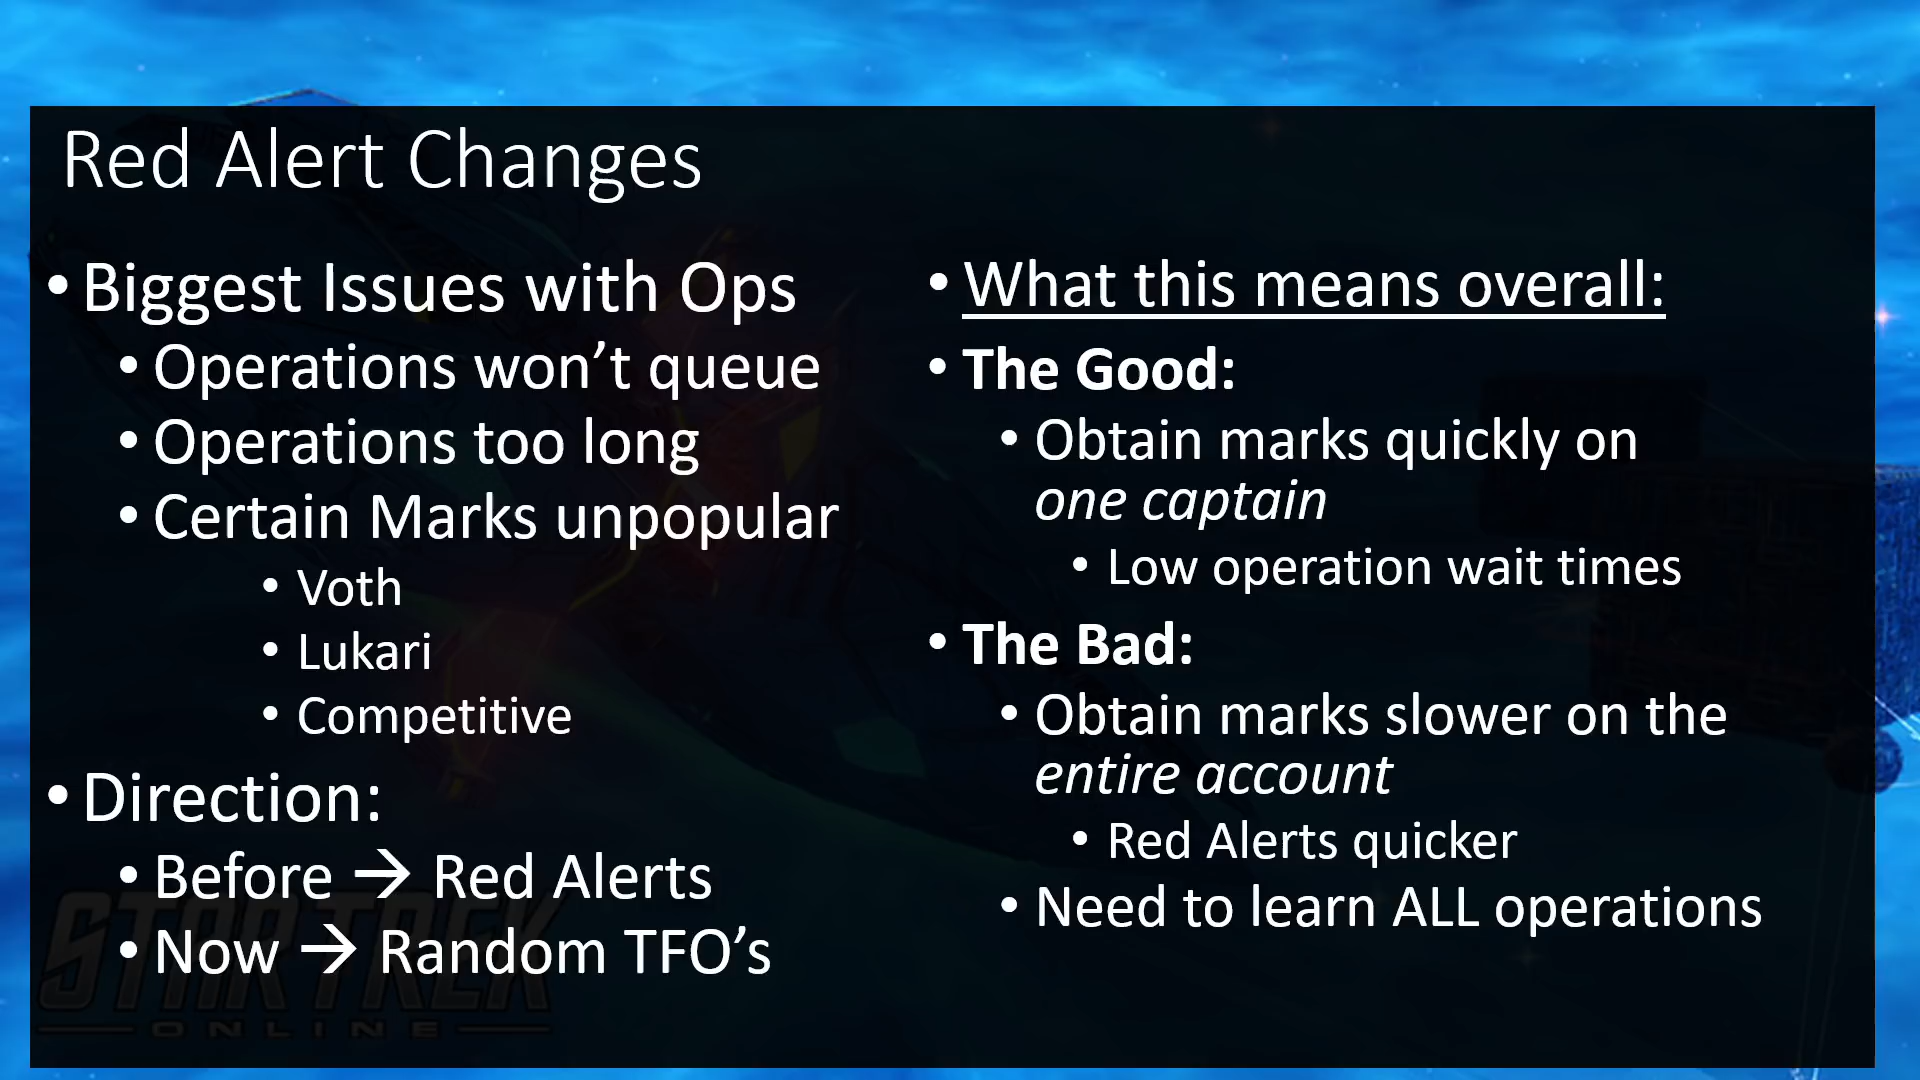 Red Alert Changes
• Biggest Issues with Ops
• Operations won’t queue
• Operations too long
• Certain Marks unpopular
• Voth
• Lukari
• Competitive
• Direction:
• Before → Red Alerts
• Now → Random TFO’s
• What this means overall:
• The Good:
• Obtain marks quickly on
one captain
• Low operation wait times
• The Bad:
• Obtain marks slower on the
entire account
• Red Alerts quicker
• Need to learn ALL operations
STAR TREK
ONLINE